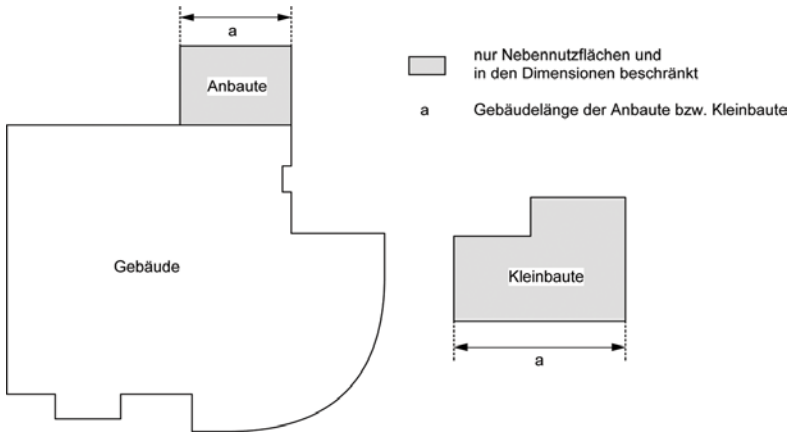 a
Anbaute
nur Nebennutzflächen und
in den Dimensionen beschränkt
a Gebäudelänge der Anbaute bzw. Kleinbaute
Gebäude
Kleinbaute
a